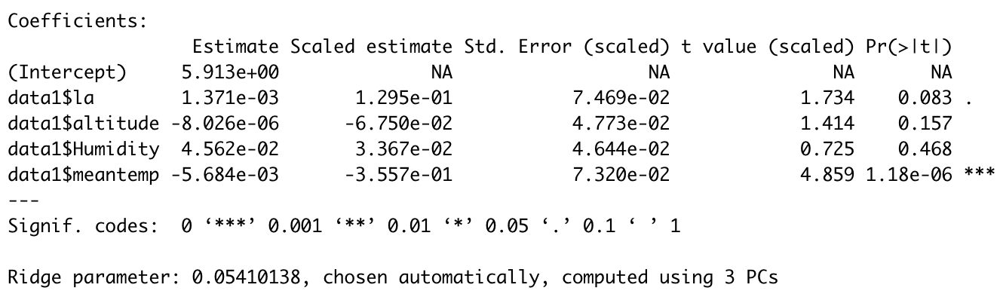 Coefficients:
Estimate Scaled estimate Std. Error (scaled) t value (scaled) Pr(>|t|)
(Intercept) 5.913e+00 NA NA NA NA
data1$la 1.371e-03 1.295e-01 7.469e-02 1.734 0.083 .
data1$altitude -8.026e-06 -6.750e-02 4.773e-02 1.414 0.157
data1$Humidity 4.562e-02 3.367e-02 4.644e-02 0.725 0.468
data1$meantemp -5.684e-03 -3.557e-01 7.320e-02 4.859 1.18e-06 ***
---
Signif. codes: 0 ‘***’ 0.001 ‘**’ 0.01 ‘*’ 0.05 ‘.’ 0.1 ‘ ’ 1
Ridge parameter: 0.05410138, chosen automatically, computed using 3 PCs